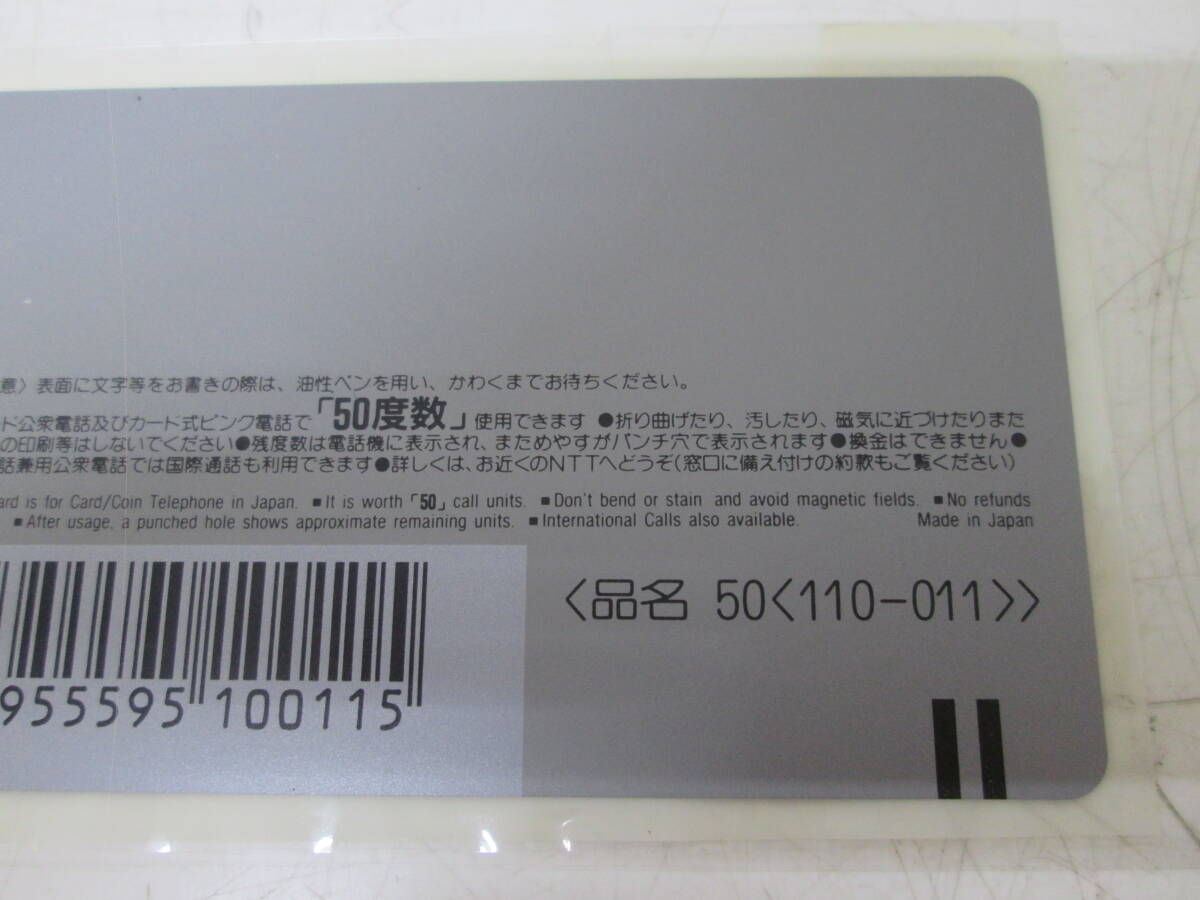 意〉表面に文字等をお書きの際は、油性ペンを用い、かわくまでお待ちください。
ド公衆電話及びカード式ピンク電話で「50度数」使用できます ●折り曲げたり、汚したり、磁気に近づけたりまた
の印刷等はしないでください●残度数は電話機に表示され、まためやすがパンチ穴で表示されます●換金はできません●
話兼用公衆電話では国際通話も利用できます●詳しくは、お近くのNTTへどうぞ(窓口に備え付けの約款もご覧ください)
ard is for Card/Coin Telephone in Japan. ■It is worth「50」call units. ■Don't bend or stain and avoid magnetic fields. ■No refunds
■After usage, a punched hole shows approximate remaining units. ■International Calls also available. Made in Japan
〈品名 50〈110-011〉〉
955595 100115